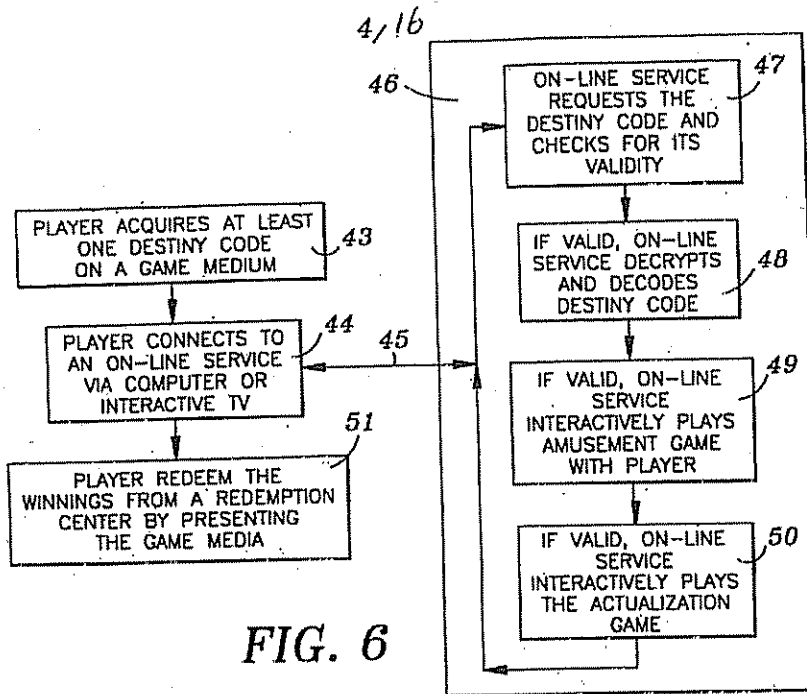 4/16
46
ON-LINE SERVICE
REQUESTS THE
DESTINY CODE AND
CHECKS FOR ITS
VALIDITY
47
PLAYER ACQUIRES AT LEAST
ONE DESTINY CODE
ON A GAME MEDIUM
43
IF VALID, ON-LINE
SERVICE DECRYPTS
AND DECODES
DESTINY CODE
48
PLAYER CONNECTS TO
AN ON-LINE SERVICE
VIA COMPUTER OR
INTERACTIVE TV
44
45
IF VALID, ON-LINE
SERVICE
INTERACTIVELY PLAYS
AMUSEMENT GAME
WITH PLAYER
49
51
PLAYER REDEEM THE
WINNINGS FROM A REDEMPTION
CENTER BY PRESENTING
THE GAME MEDIA
IF VALID, ON-LINE
SERVICE
INTERACTIVELY PLAYS
THE ACTUALIZATION
GAME
50
FIG. 6